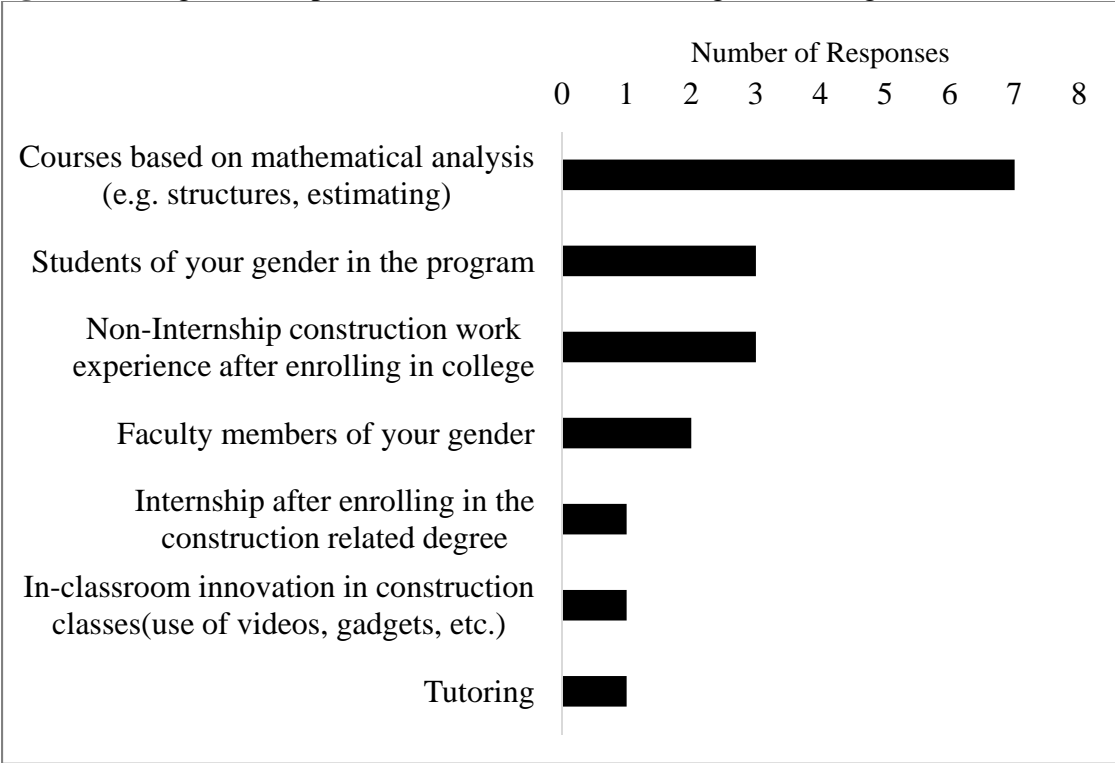 Number of Responses
0 1 2 3 4 5 6 7 8
Courses based on mathematical analysis
(e.g. structures, estimating)
Students of your gender in the program
Non-Internship construction work
experience after enrolling in college
Faculty members of your gender
Internship after enrolling in the
construction related degree
In-classroom innovation in construction
classes(use of videos, gadgets, etc.)
Tutoring